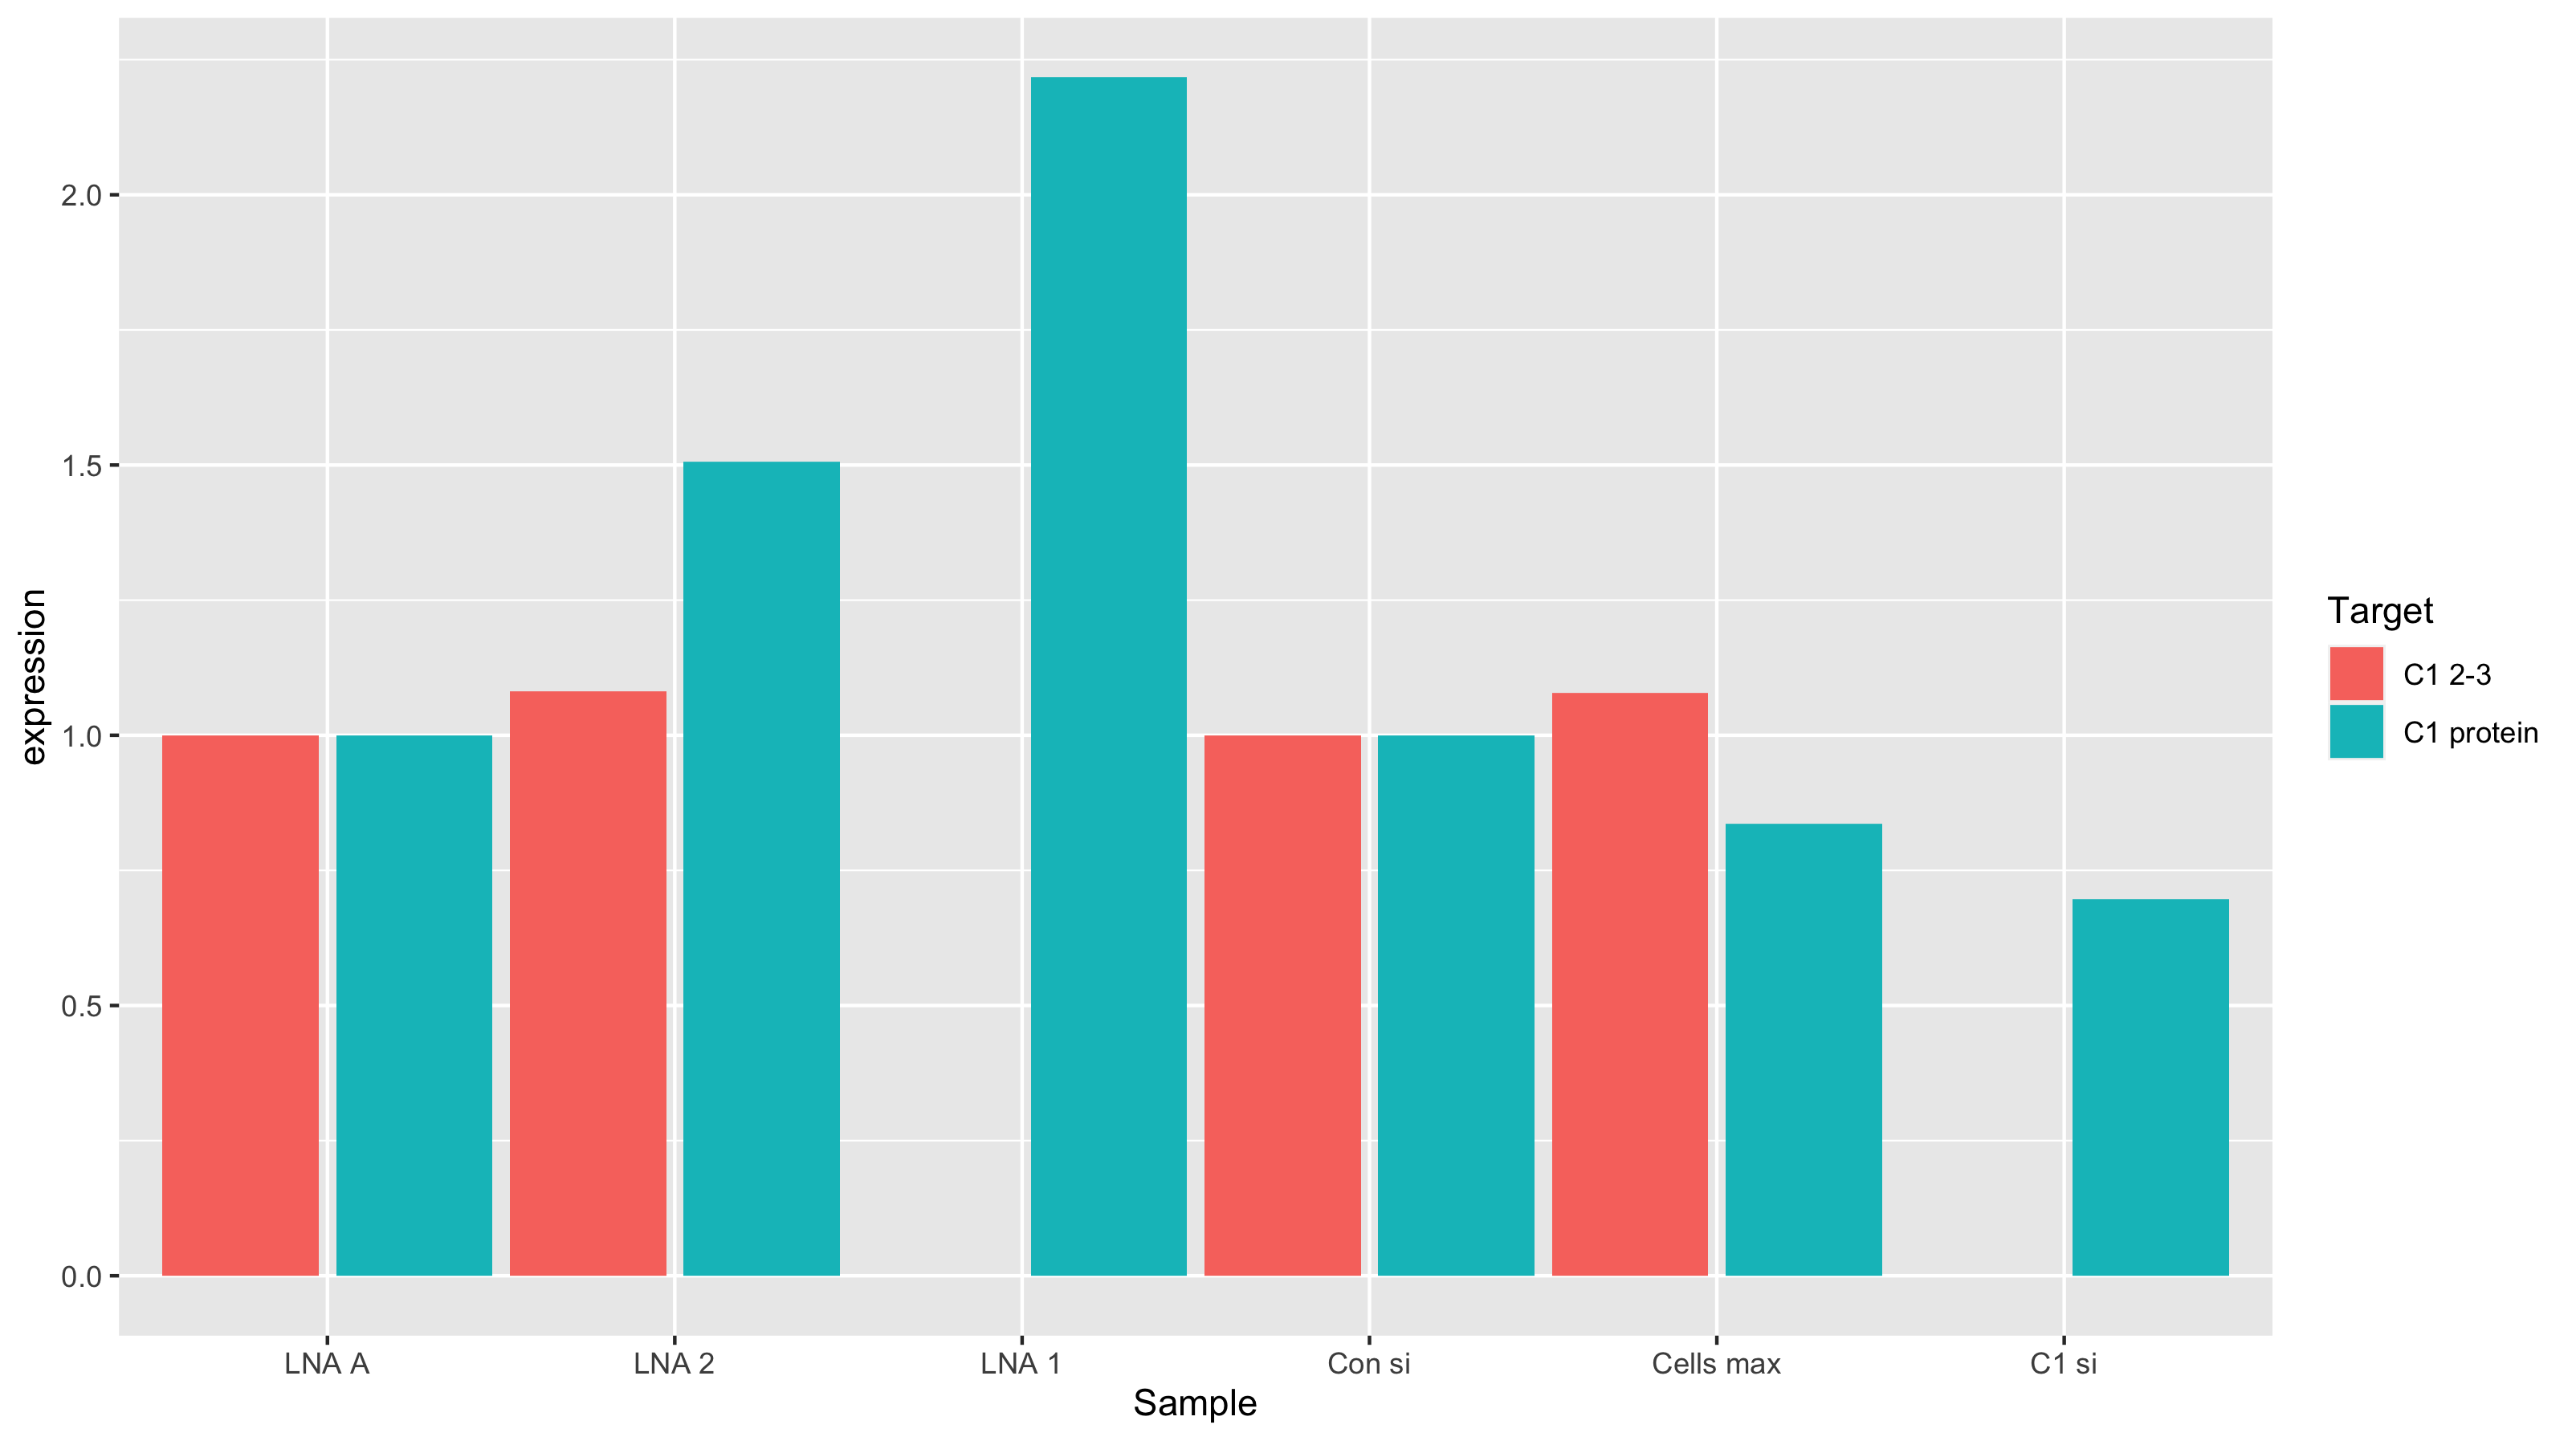 expression
2.0
1.5
1.0
0.5
0.0
LNA A
LNA 2
LNA 1
Con si
Cells max
C1 si
Sample
Target
C1 2-3
C1 protein